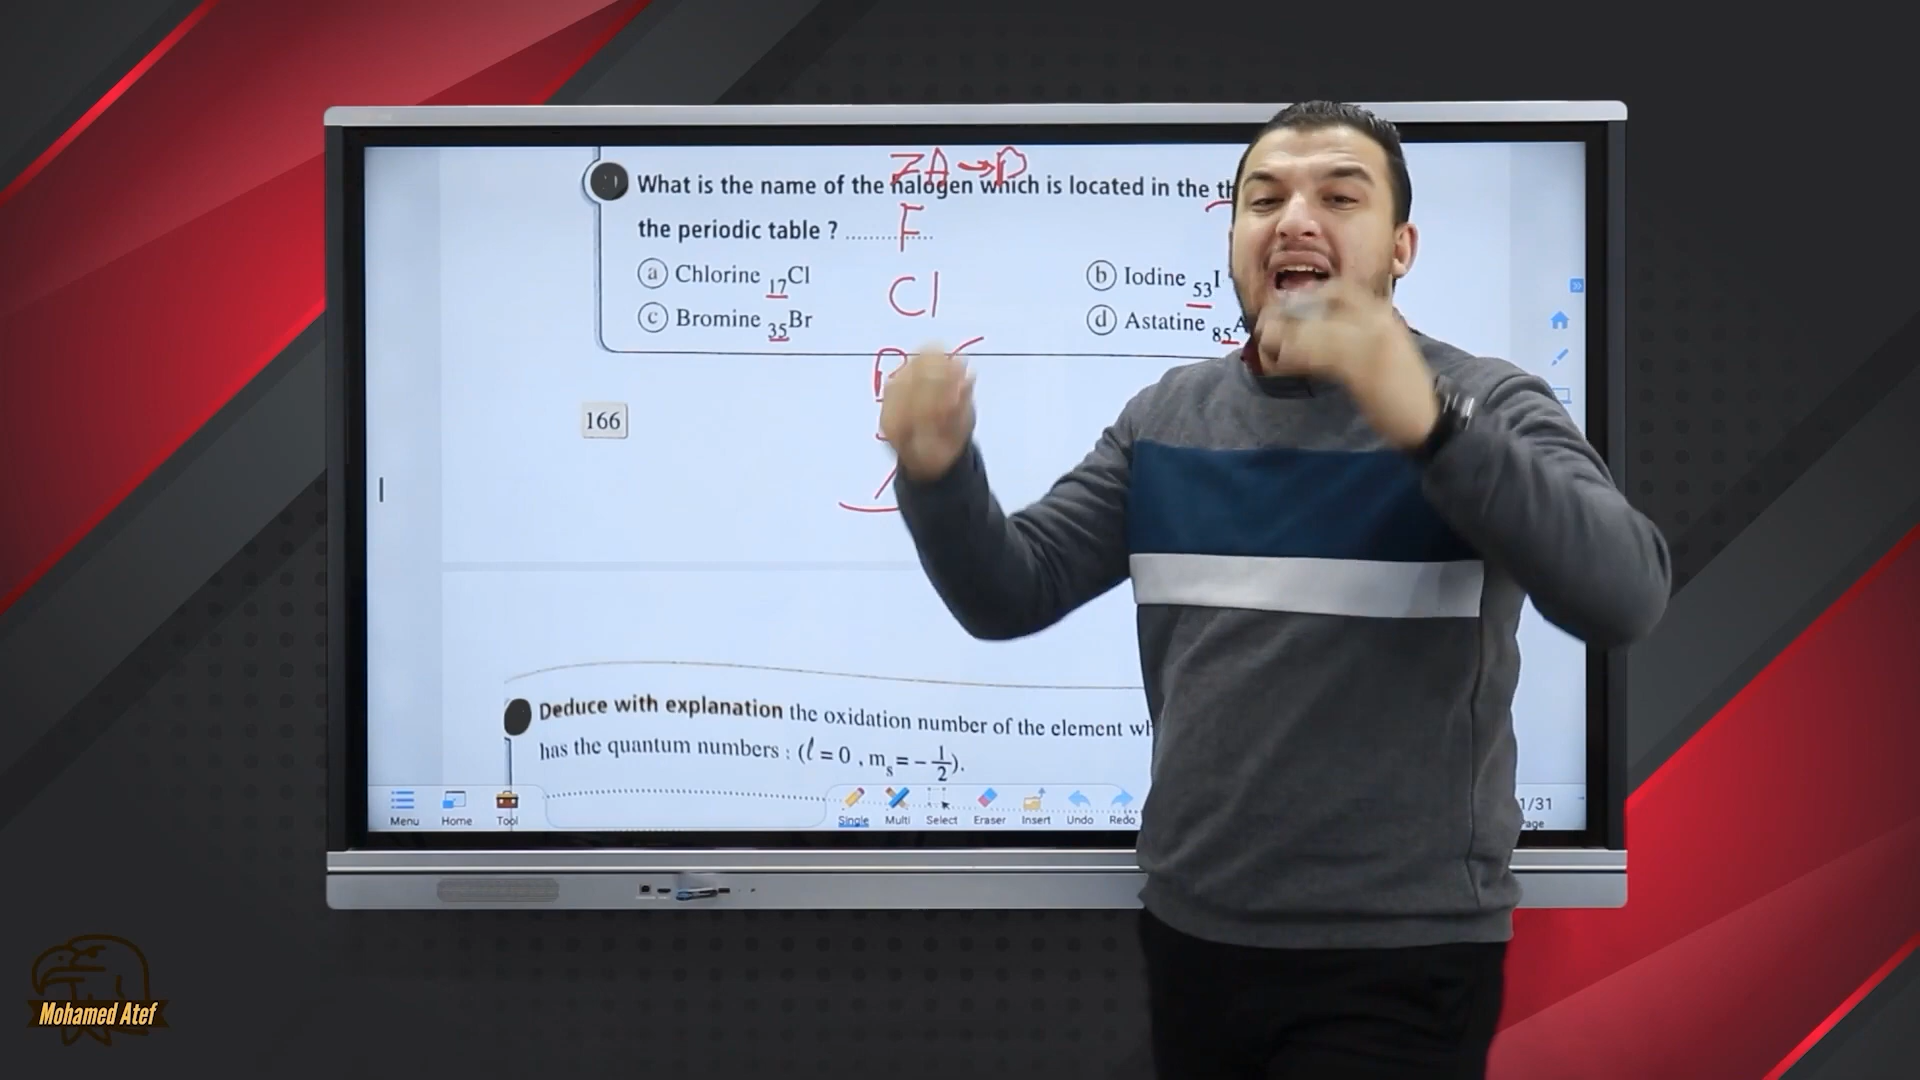 ZA → P
What is the name of the halogen which is located in the th
the periodic table ? ..............
F
a Chlorine 17Cl
b Iodine 53I
Cl
c Bromine 35Br
d Astatine 85A
166
Deduce with explanation the oxidation number of the element wh
has the quantum numbers : (ℓ = 0 , ms = – 1/2).
Menu Home Tool Single Multi Select Eraser Insert Undo Redo
1/31
age
Mohamed Atef